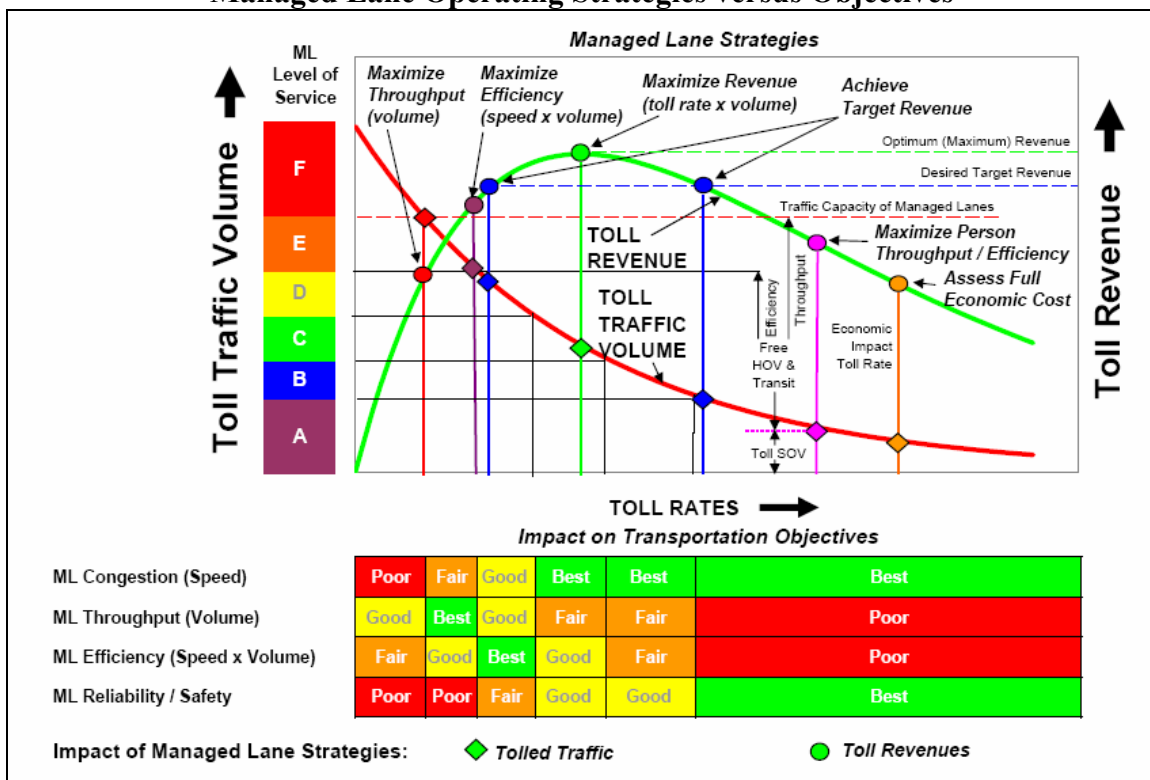 Managed Lane Operating Strategies versus Objectives
Managed Lane Strategies
ML
Level of
Service
Maximize
Throughput
(volume)
Maximize
Efficiency
(speed x volume)
Maximize Revenue
(toll rate x volume)
Achieve
Target Revenue
Optimum (Maximum) Revenue
Desired Target Revenue
Traffic Capacity of Managed Lanes
Toll Traffic Volume
Toll Revenue
F
E
D
C
B
A
TOLL
REVENUE
TOLL
TRAFFIC
VOLUME
Maximize Person
Throughput / Efficiency
Assess Full
Economic Cost
Efficiency
Throughput
Free
HOV &
Transit
Economic
Impact
Toll Rate
Toll SOV
TOLL RATES
Impact on Transportation Objectives
ML Congestion (Speed) Poor Fair Good Best Best Best
ML Throughput (Volume) Good Best Good Fair Fair Poor
ML Efficiency (Speed x Volume) Fair Good Best Good Fair Poor
ML Reliability / Safety Poor Poor Fair Good Good Best
Impact of Managed Lane Strategies: Tolled Traffic Toll Revenues